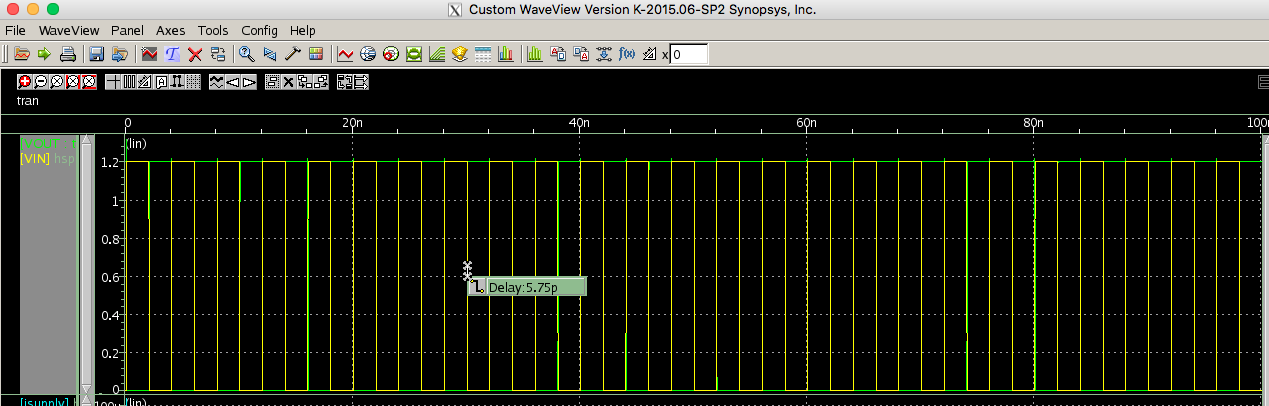 Custom WaveView Version K-2015.06-SP2 Synopsys, Inc.
File WaveView Panel Axes Tools Config Help
x 0
tran
0 20n 40n 60n 80n 100n
(lin)
[VIN] hsp
1.2
1
0.8
0.6
Delay:5.75p
0.4
0.2
0
[isupply] (lin)